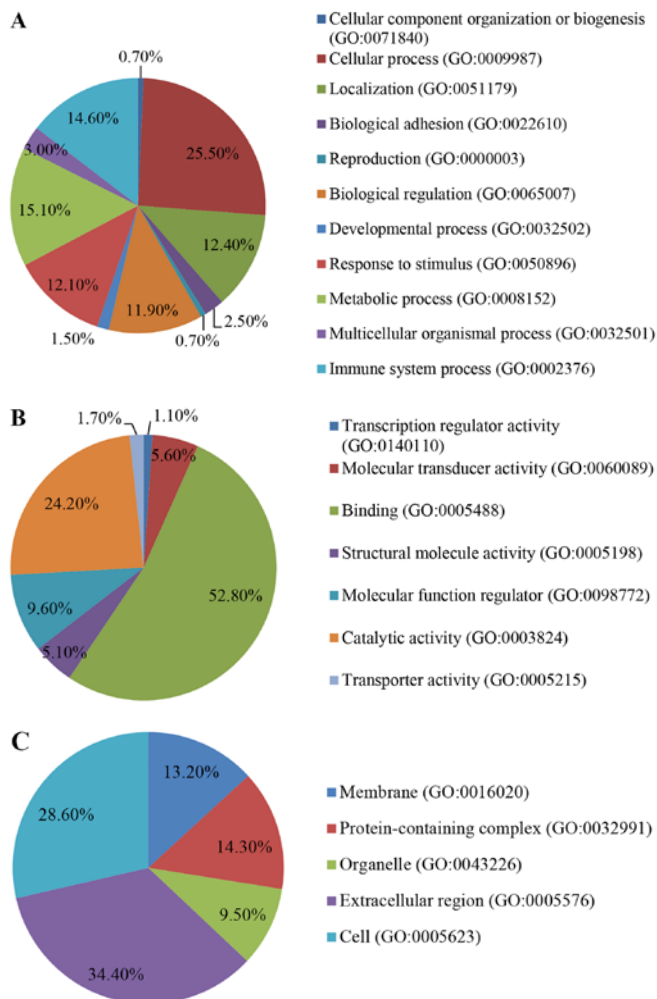 A
0.70%
25.50%
12.40%
2.50%
0.70%
11.90%
1.50%
12.10%
15.10%
3.00%
14.60%
Cellular component organization or biogenesis
(GO:0071840)
Cellular process (GO:0009987)
Localization (GO:0051179)
Biological adhesion (GO:0022610)
Reproduction (GO:0000003)
Biological regulation (GO:0065007)
Developmental process (GO:0032502)
Response to stimulus (GO:0050896)
Metabolic process (GO:0008152)
Multicellular organismal process (GO:0032501)
Immune system process (GO:0002376)
B
1.70%
1.10%
5.60%
52.80%
5.10%
9.60%
24.20%
Transcription regulator activity
(GO:0140110)
Molecular transducer activity (GO:0060089)
Binding (GO:0005488)
Structural molecule activity (GO:0005198)
Molecular function regulator (GO:0098772)
Catalytic activity (GO:0003824)
Transporter activity (GO:0005215)
C
13.20%
14.30%
9.50%
34.40%
28.60%
Membrane (GO:0016020)
Protein-containing complex (GO:0032991)
Organelle (GO:0043226)
Extracellular region (GO:0005576)
Cell (GO:0005623)